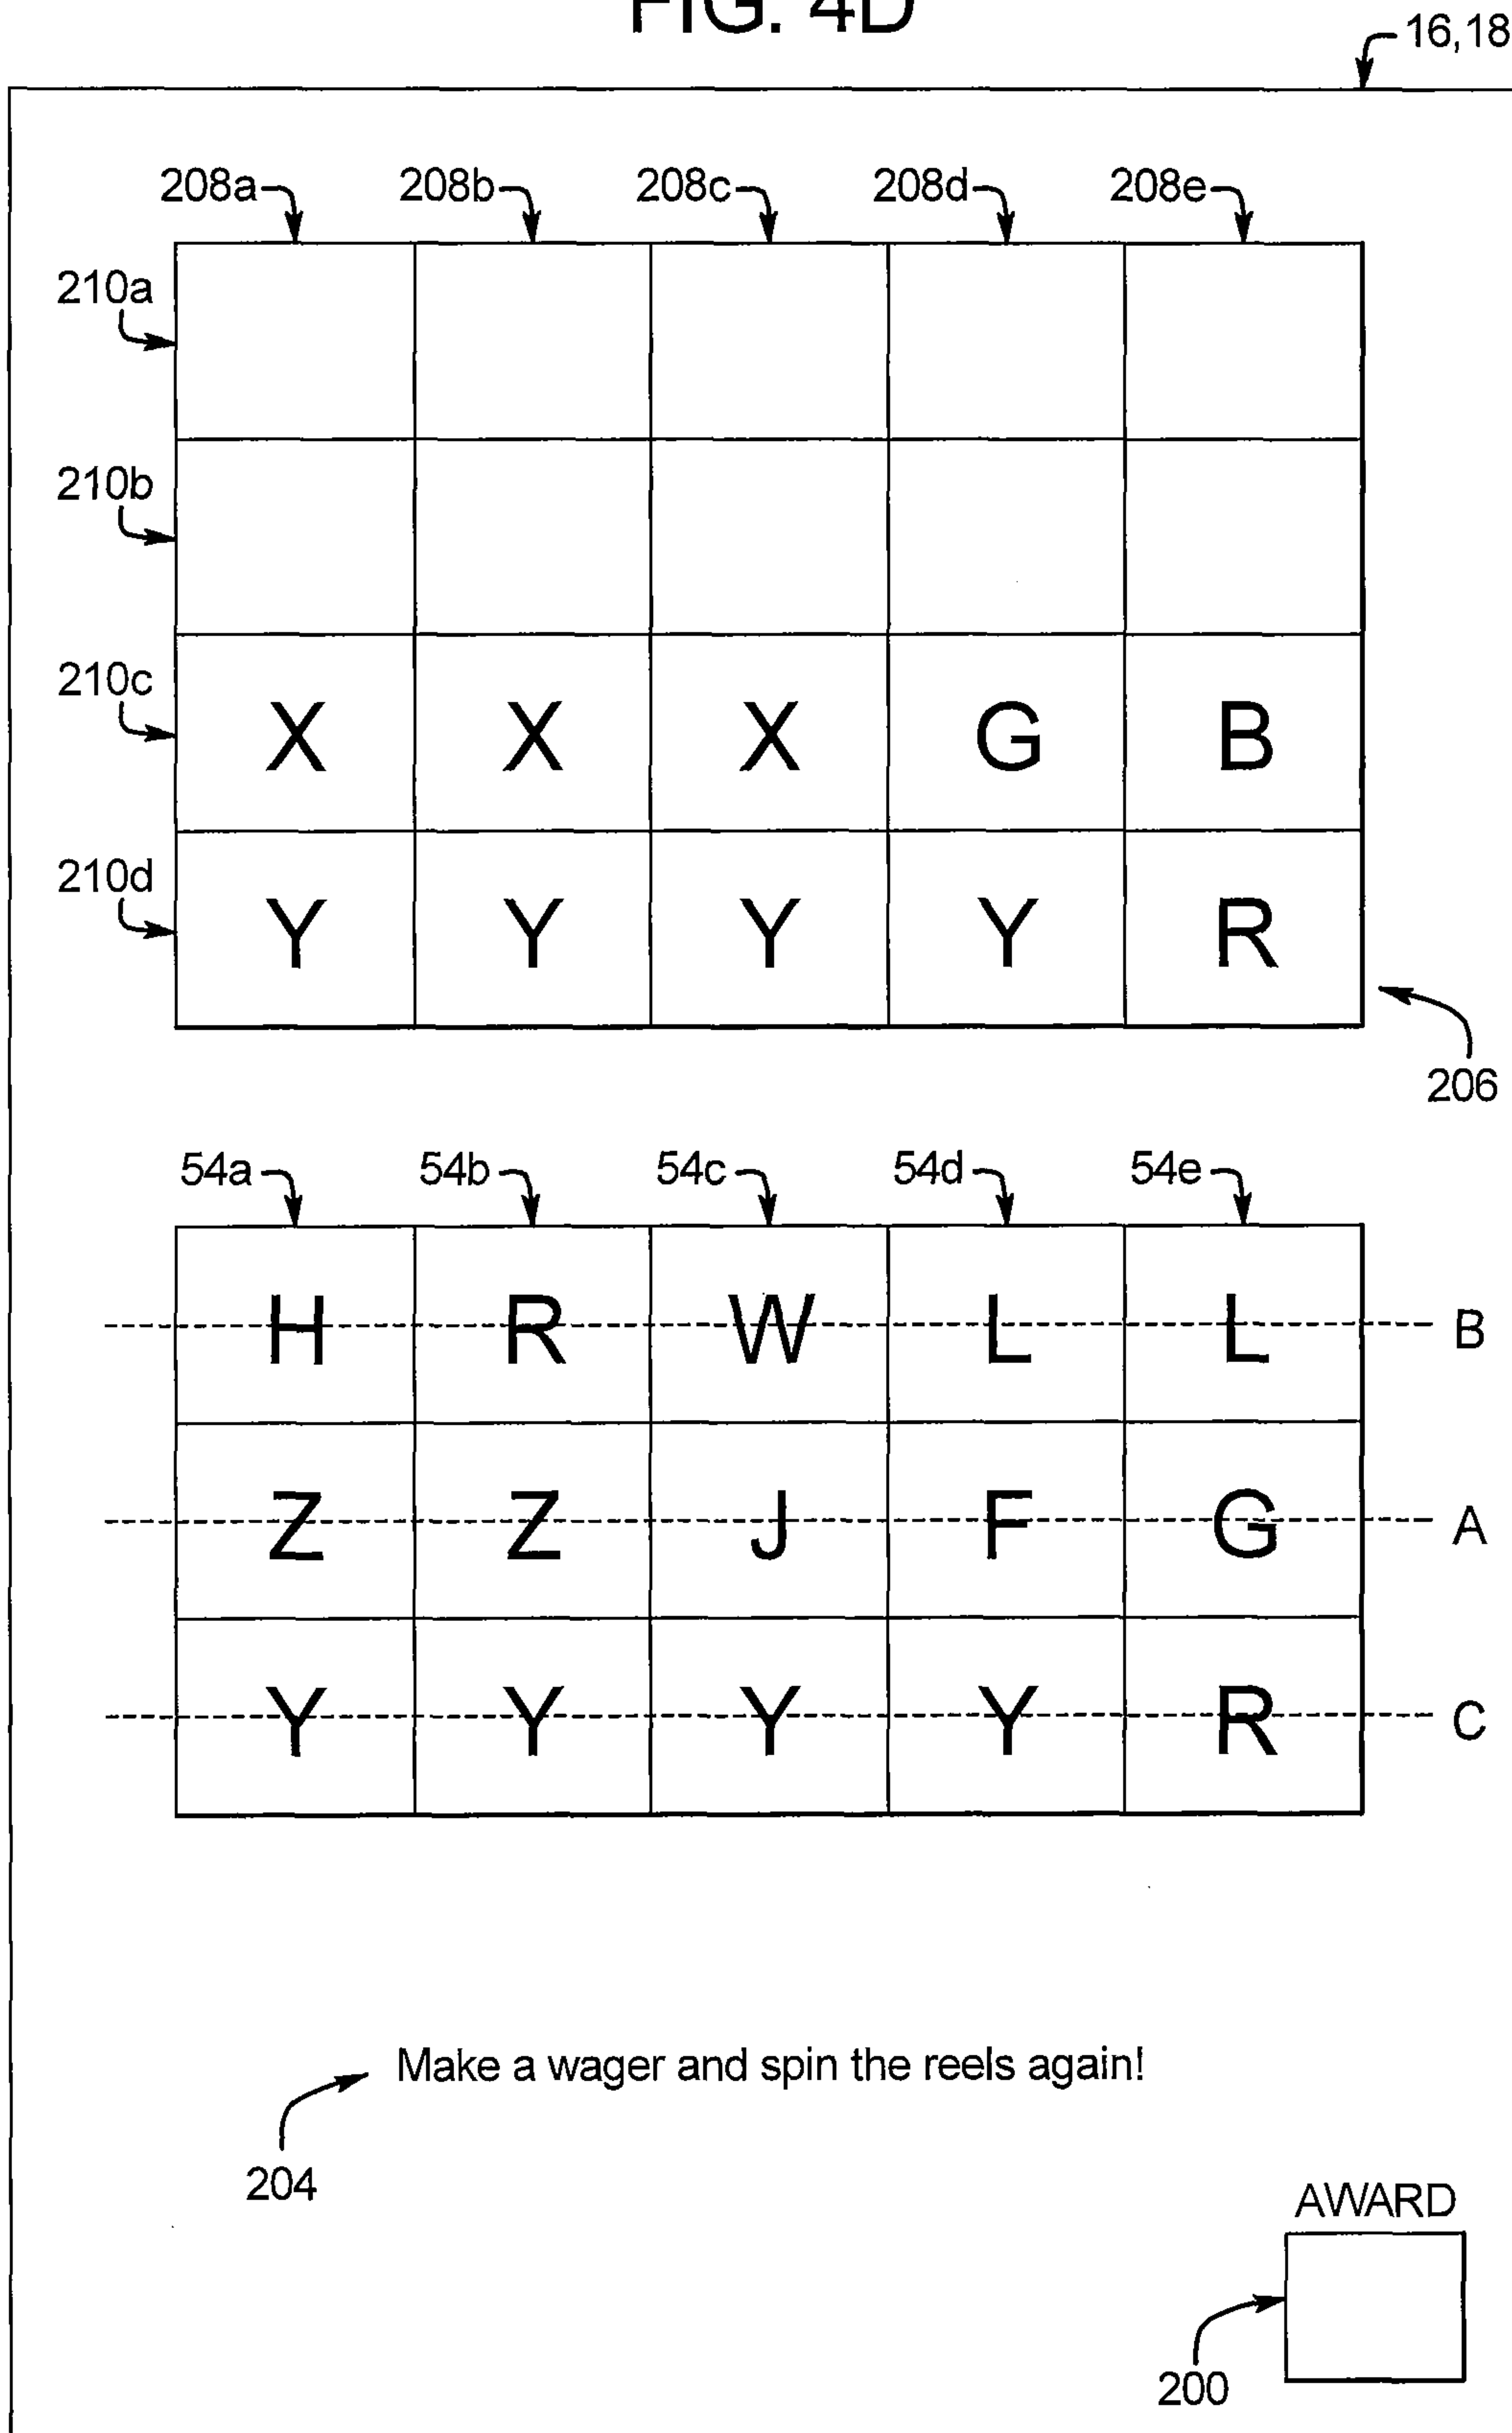 FIG. 4D
16,18
208a 208b 208c 208d 208e
210a
210b
210c
X X X G B
210d
Y Y Y Y R
206
54a 54b 54c 54d 54e
H R W L L B
Z Z J F G A
Y Y Y Y R C
Make a wager and spin the reels again!
204
AWARD
200